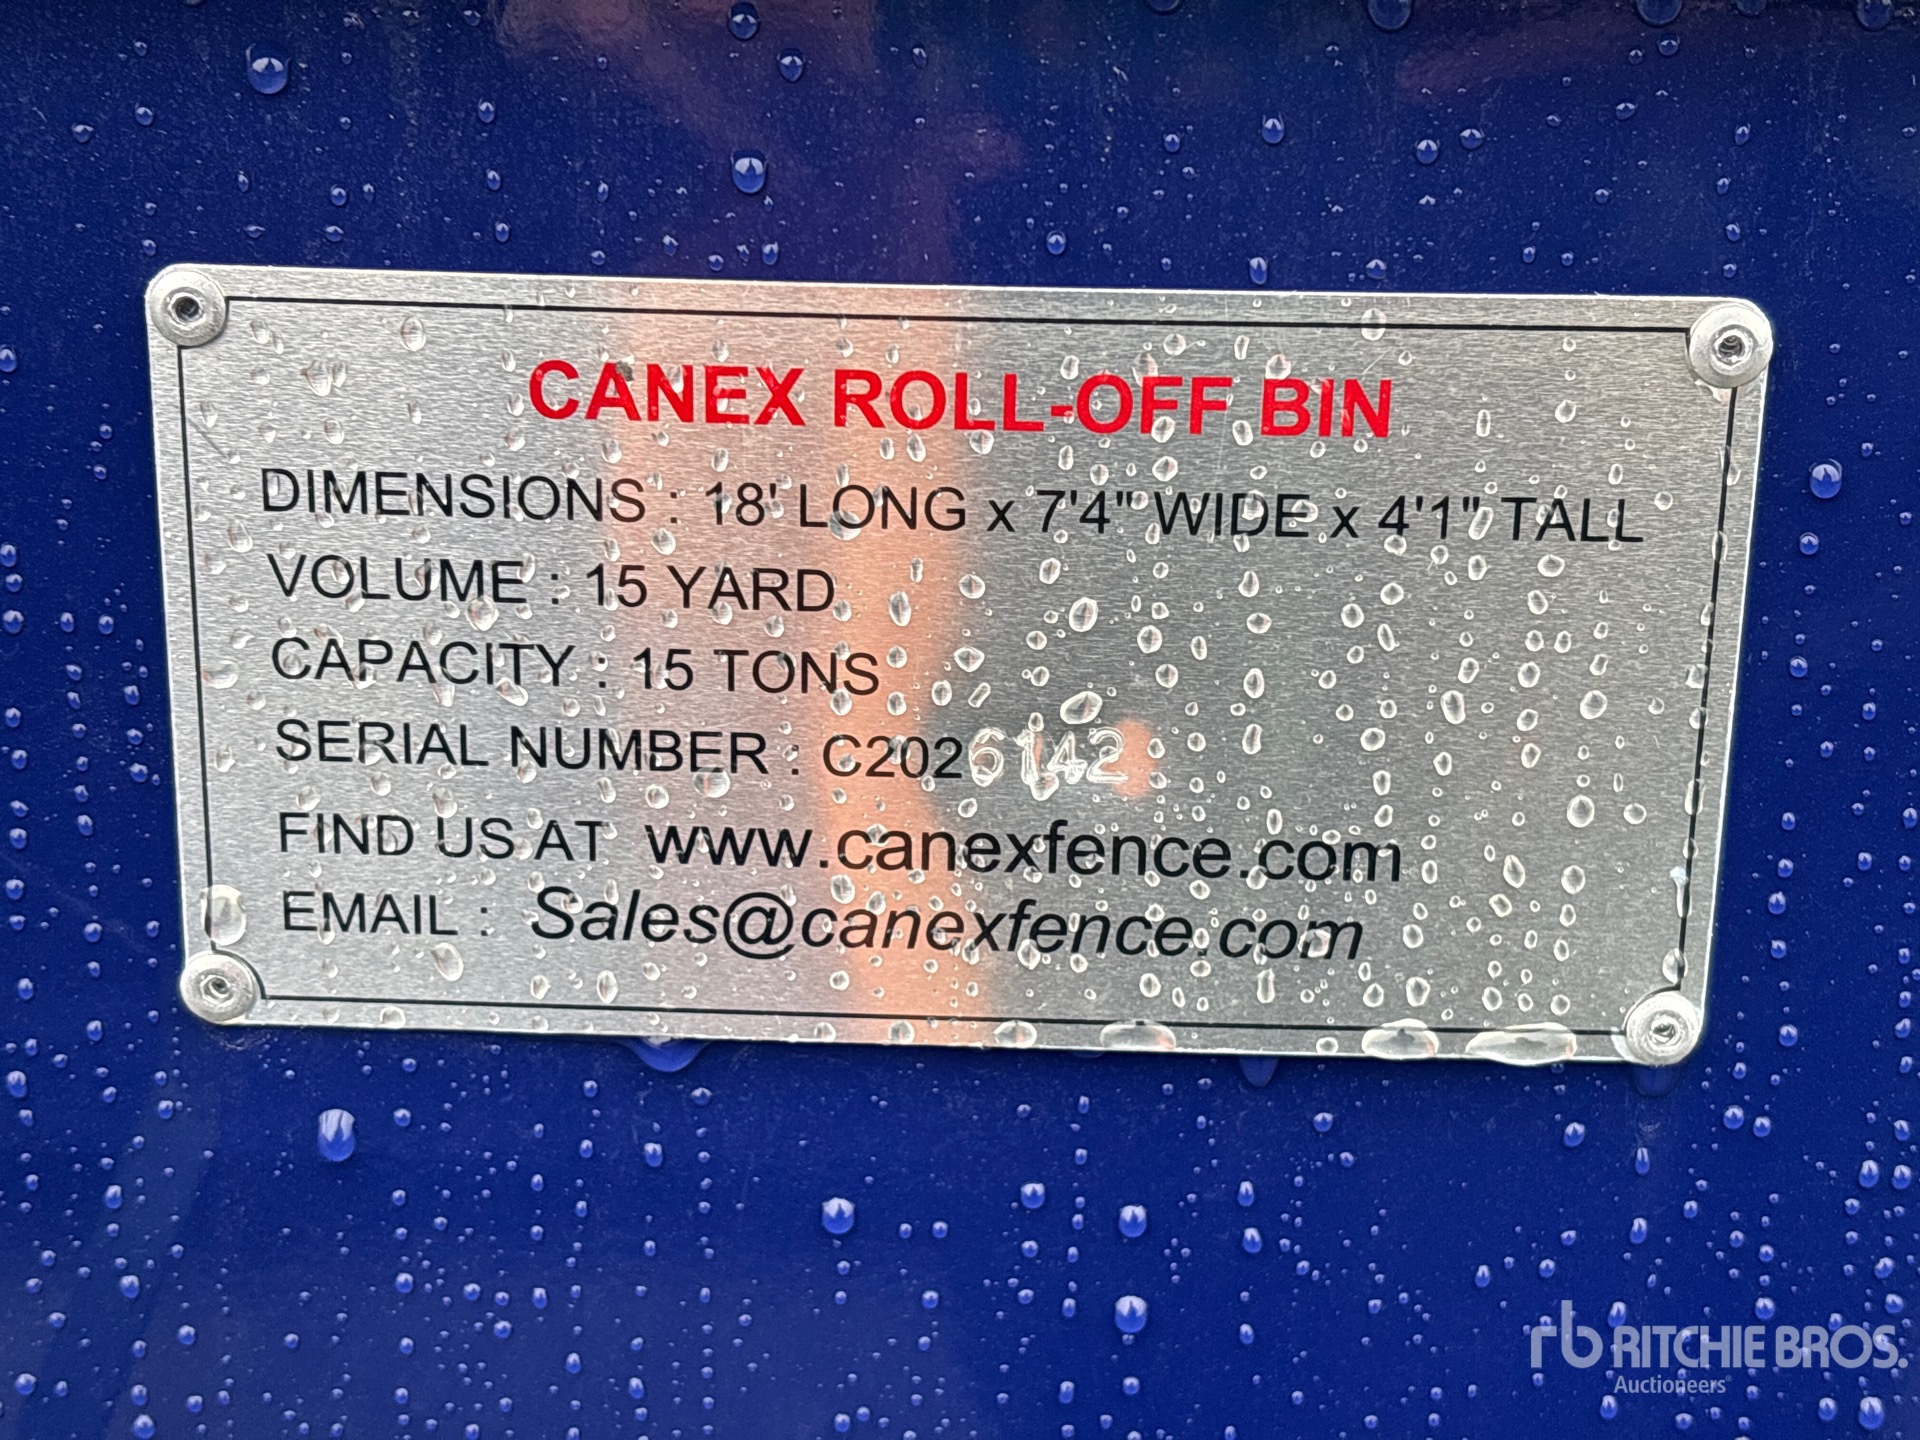 CANEX ROLL-OFF BIN
DIMENSIONS : 18' LONG x 7'4" WIDE x 4'1" TALL
VOLUME : 15 YARD
CAPACITY : 15 TONS
SERIAL NUMBER : C2026142
FIND US AT www.canexfence.com
EMAIL : Sales@canexfence.com
rb RITCHIE BROS.
Auctioneers